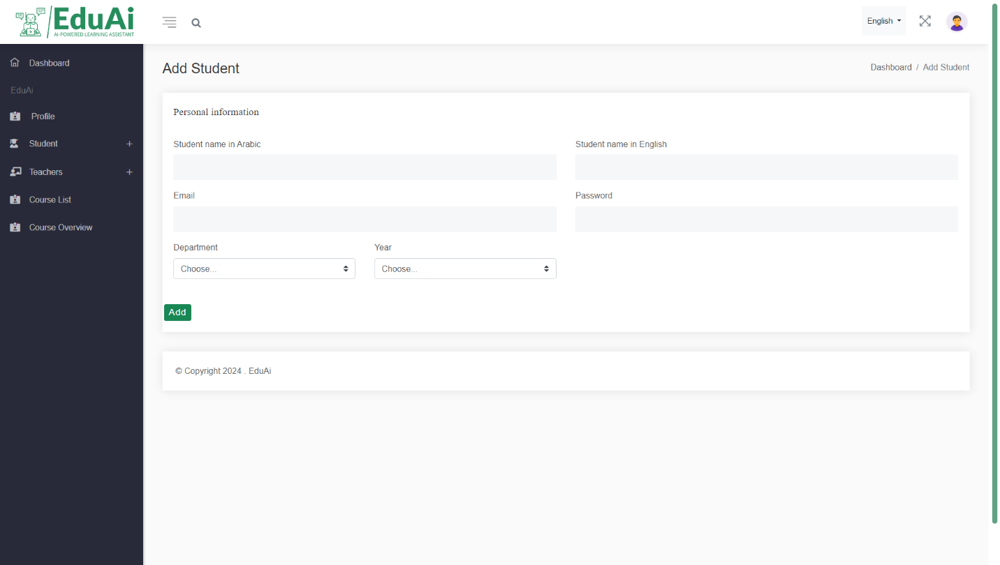 EduAi
AI-POWERED LEARNING ASSISTANT
English
Dashboard
EduAi
Profile
Student
Teachers
Course List
Course Overview
Add Student
Dashboard / Add Student
Personal information
Student name in Arabic
Student name in English
Email
Password
Department
Year
Choose...
Choose...
Add
© Copyright 2024 . EduAi